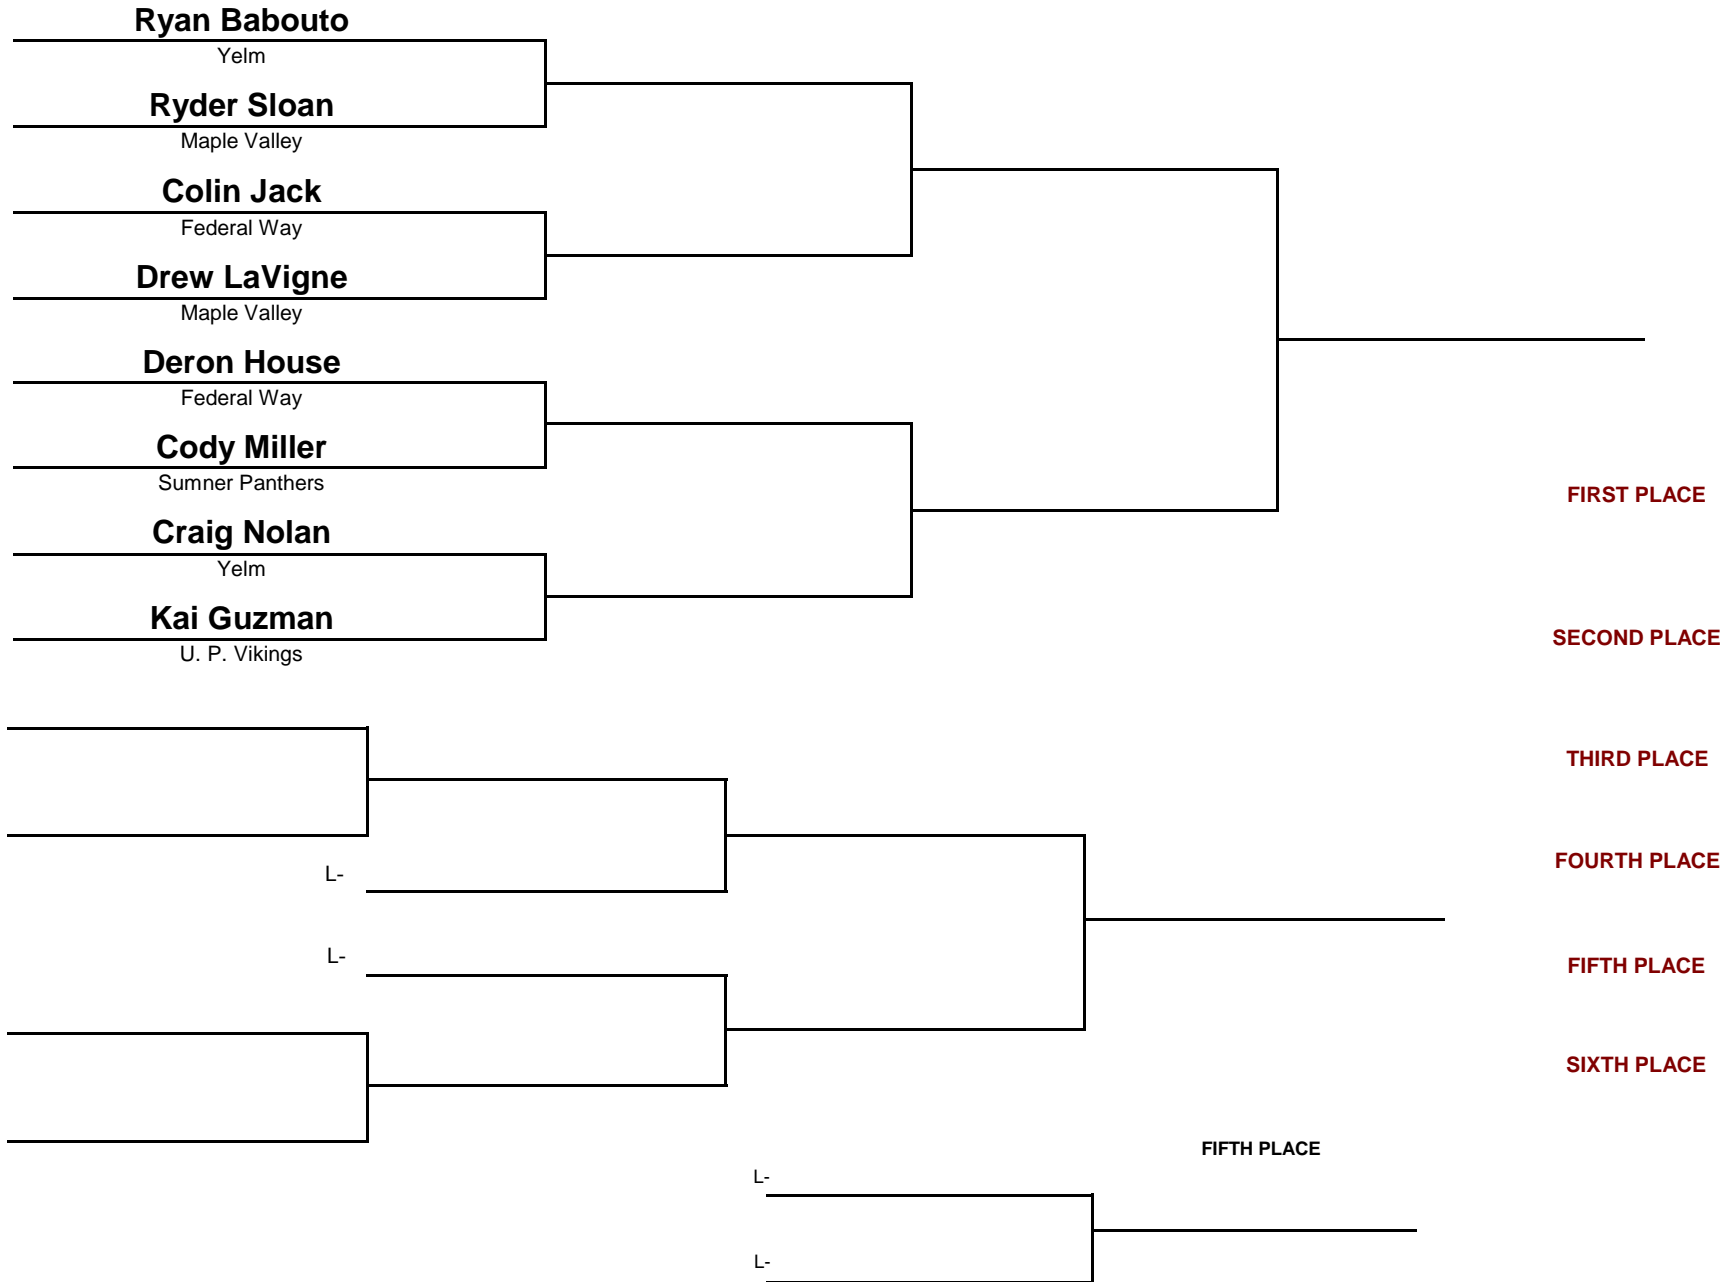 Ryan Babouto
Yelm
Ryder Sloan
Maple Valley
Colin Jack
Federal Way
Drew LaVigne
Maple Valley
Deron House
Federal Way
Cody Miller
Sumner Panthers
Craig Nolan
Yelm
Kai Guzman
U. P. Vikings
FIRST PLACE
SECOND PLACE
THIRD PLACE
FOURTH PLACE
L-
L-
FIFTH PLACE
SIXTH PLACE
FIFTH PLACE
L-
L-